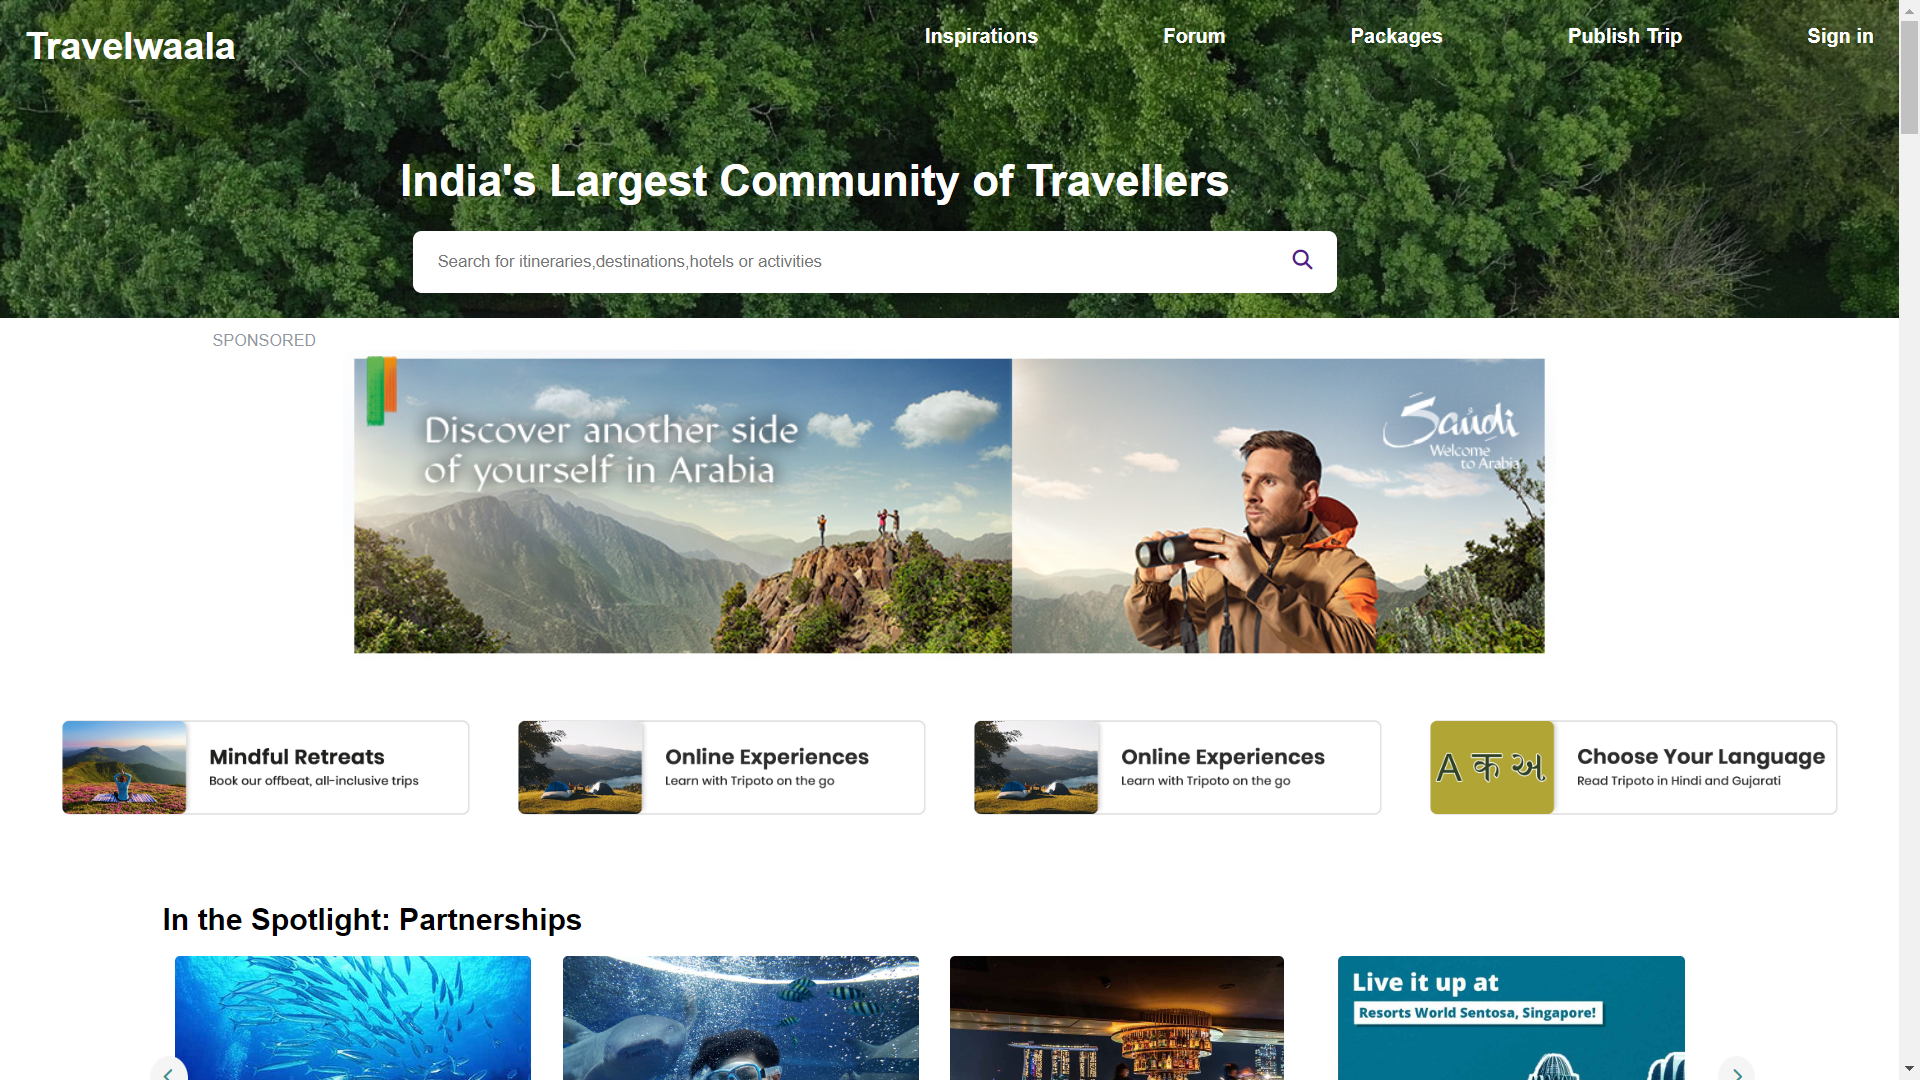 Travelwaala
Inspirations
Forum
Packages
Publish Trip
Sign in
India's Largest Community of Travellers
Search for itineraries,destinations,hotels or activities
SPONSORED
Discover another side
of yourself in Arabia
Saudi
Welcome
to Arabia
Mindful Retreats
Book our offbeat, all-inclusive trips
Online Experiences
Learn with Tripoto on the go
Online Experiences
Learn with Tripoto on the go
A क અ
Choose Your Language
Read Tripoto in Hindi and Gujarati
In the Spotlight: Partnerships
Live it up at
Resorts World Sentosa, Singapore!